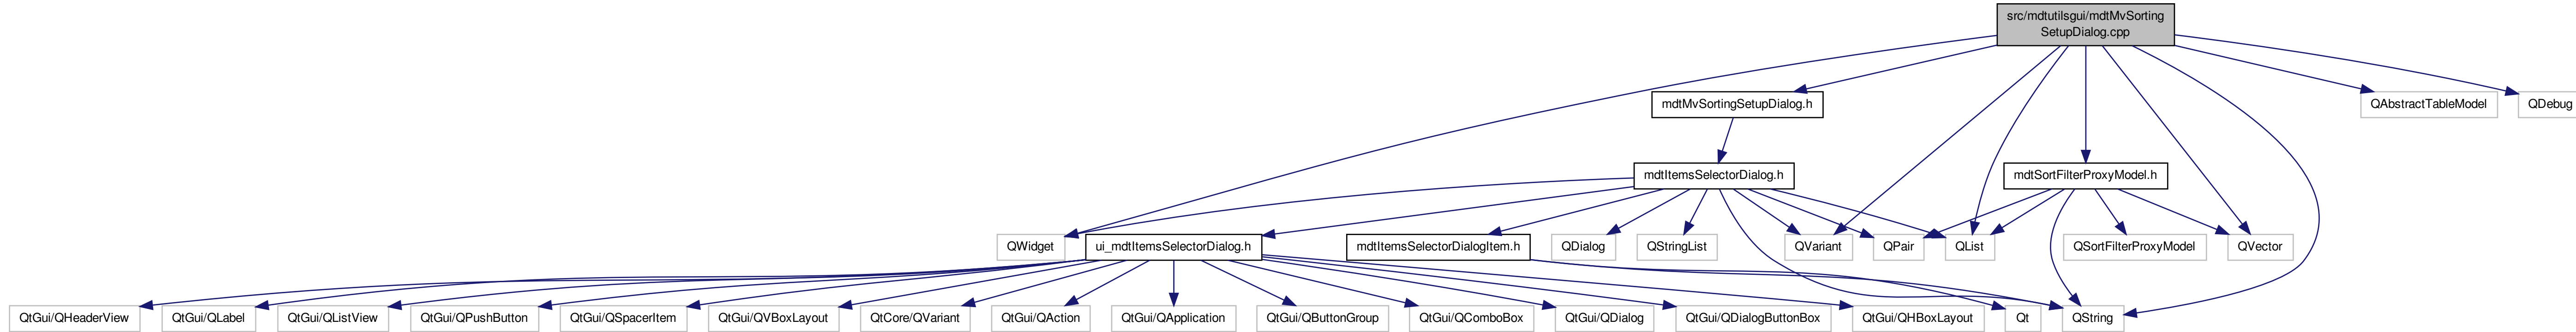 src/mdtutilsgui/mdtMvSorting
SetupDialog.cpp
mdtMvSortingSetupDialog.h
QAbstractTableModel
QDebug
mdtItemsSelectorDialog.h
mdtSortFilterProxyModel.h
QWidget
ui_mdtItemsSelectorDialog.h
mdtItemsSelectorDialogItem.h
QDialog
QStringList
QVariant
QPair
QList
QSortFilterProxyModel
QVector
QtGui/QHeaderView
QtGui/QLabel
QtGui/QListView
QtGui/QPushButton
QtGui/QSpacerItem
QtGui/QVBoxLayout
QtCore/QVariant
QtGui/QAction
QtGui/QApplication
QtGui/QButtonGroup
QtGui/QComboBox
QtGui/QDialog
QtGui/QDialogButtonBox
QtGui/QHBoxLayout
Qt
QString